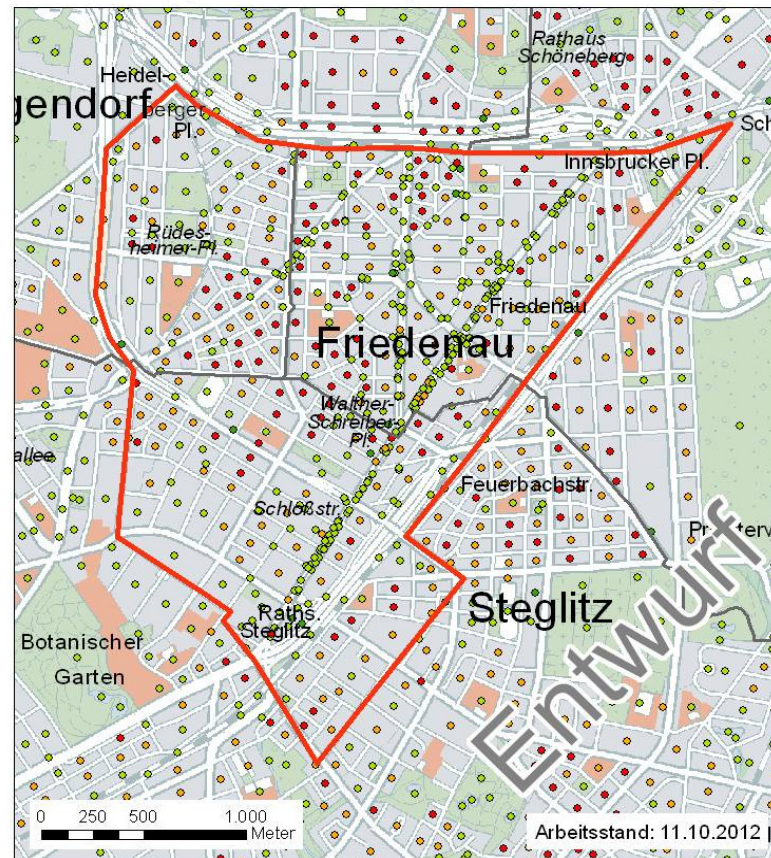 Rathaus
Schöneberg
Heidel-
berger
Pl.
gendorf
Sch
Innsbrucker Pl.
Rüdes-
heimer-Pl.
Friedenau
Friedenau
Walther-
Schreiber-
Pl.
allee
Feuerbachstr.
Schloßstr.
Steglitz
Raths.
Steglitz
Botanischer
Garten
Entwurf
0 250 500 1.000
Meter
Arbeitsstand: 11.10.2012